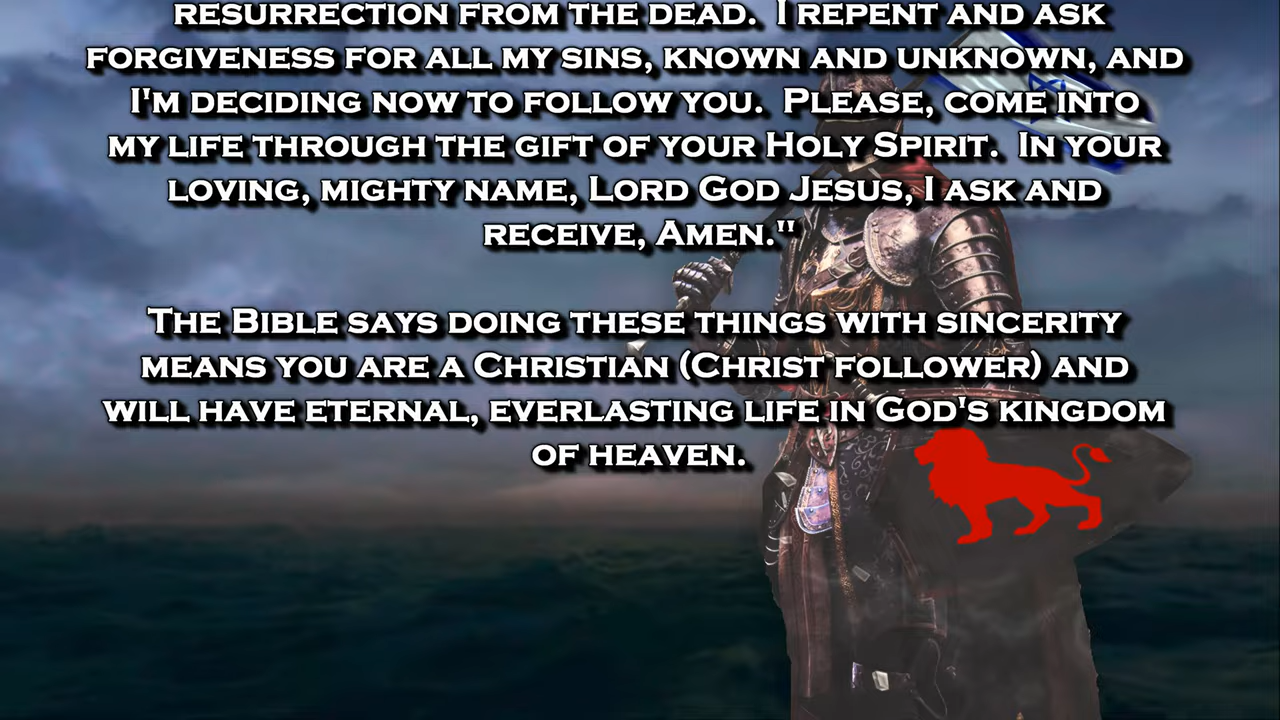 RESURRECTION FROM THE DEAD.  I REPENT AND ASK
FORGIVENESS FOR ALL MY SINS, KNOWN AND UNKNOWN, AND
I'M DECIDING NOW TO FOLLOW YOU.  PLEASE, COME INTO
MY LIFE THROUGH THE GIFT OF YOUR HOLY SPIRIT.  IN YOUR
LOVING, MIGHTY NAME, LORD GOD JESUS, I ASK AND
RECEIVE, AMEN."
THE BIBLE SAYS DOING THESE THINGS WITH SINCERITY
MEANS YOU ARE A CHRISTIAN (CHRIST FOLLOWER) AND
WILL HAVE ETERNAL, EVERLASTING LIFE IN GOD'S KINGDOM
OF HEAVEN.